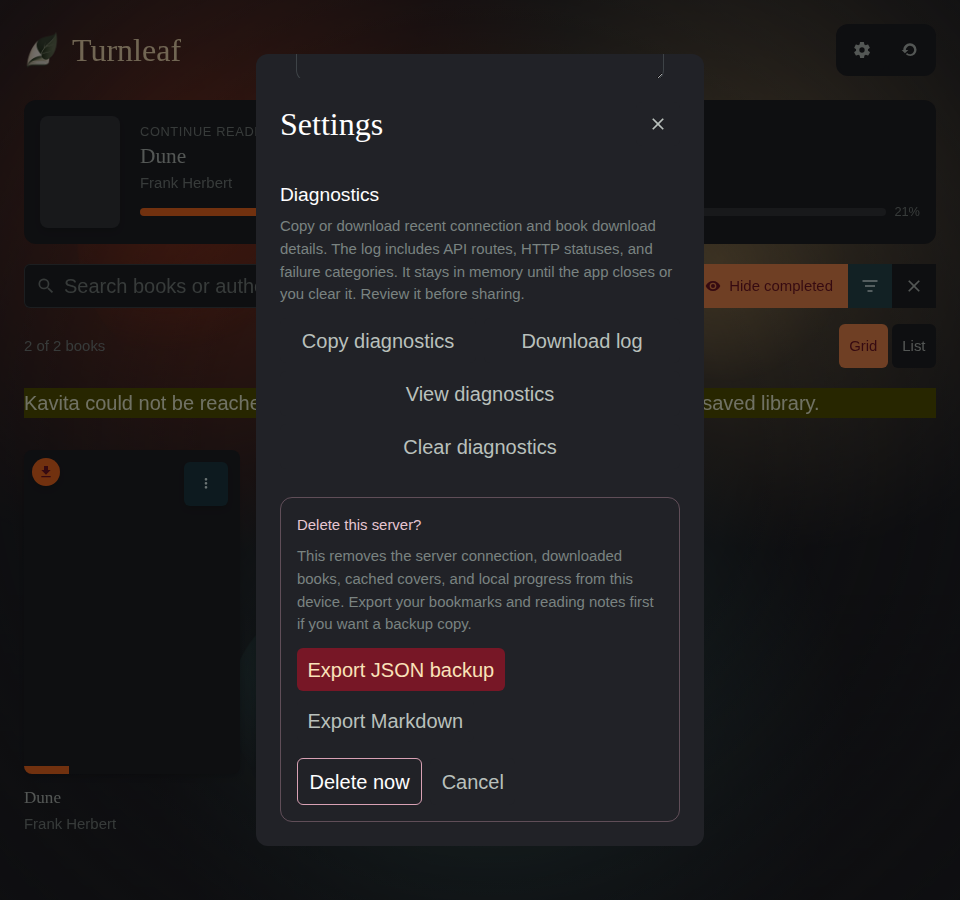 Turnleaf
CONTINUE READ
Dune
Frank Herbert
21%
Search books or autho
Hide completed
2 of 2 books
Grid
List
Kavita could not be reache
saved library.
Dune
Frank Herbert
Settings
Diagnostics
Copy or download recent connection and book download
details. The log includes API routes, HTTP statuses, and
failure categories. It stays in memory until the app closes or
you clear it. Review it before sharing.
Copy diagnostics
Download log
View diagnostics
Clear diagnostics
Delete this server?
This removes the server connection, downloaded
books, cached covers, and local progress from this
device. Export your bookmarks and reading notes first
if you want a backup copy.
Export JSON backup
Export Markdown
Delete now
Cancel